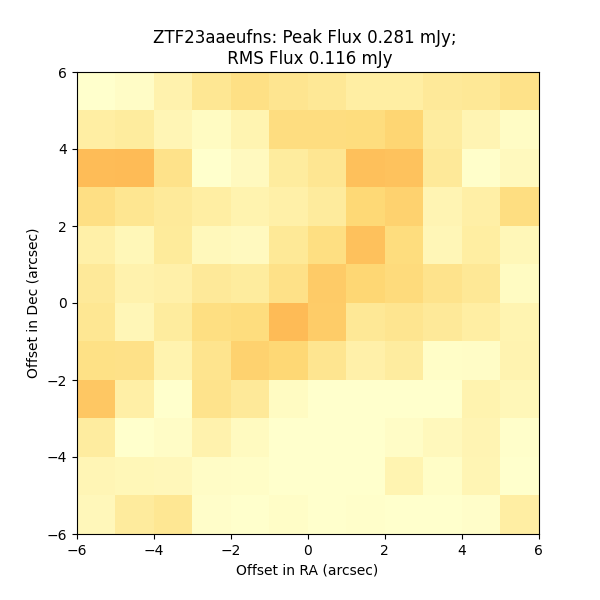 ZTF23aaeufns: Peak Flux 0.281 mJy;
RMS Flux 0.116 mJy
6
4
2
0
−2
−4
−6
Offset in Dec (arcsec)
−6 −4 −2 0 2 4 6
Offset in RA (arcsec)